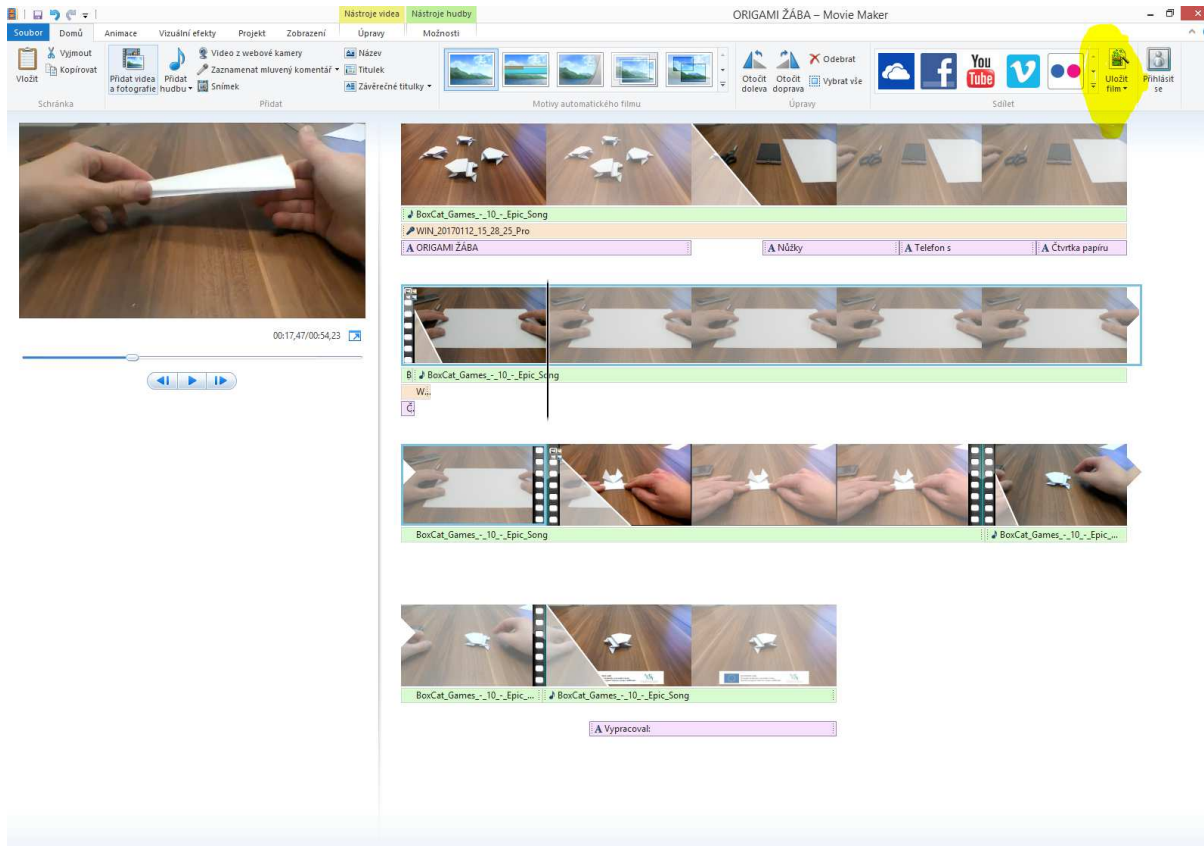 Nástroje videa Nástroje hudby ORIGAMI ŽÁBA – Movie Maker
Soubor Domů Animace Vizuální efekty Projekt Zobrazení Úpravy Možnosti
Vložit
Vyjmout
Kopírovat
Schránka
Přidat videa
a fotografie
Přidat
hudbu
Video z webové kamery
Zaznamenat mluvený komentář
Snímek
Název
Titulek
Závěrečné titulky
Přidat
Motivy automatického filmu
Otočit
doleva
Otočit
doprava
Odebrat
Vybrat vše
Úpravy
f
You
Tube
Sdílet
Uložit
film
Přihlásit
se
00:17,47/00:54,23
BoxCat_Games_-_10_-_Epic_Song
WIN_20170112_15_28_25_Pro
A ORIGAMI ŽÁBA
A Nůžky
A Telefon s
A Čtvrtka papíru
B BoxCat_Games_-_10_-_Epic_Song
W...
Č.
BoxCat_Games_-_10_-_Epic_Song
BoxCat_Games_-_10_-_Epic_...
BoxCat_Games_-_10_-_Epic_...
BoxCat_Games_-_10_-_Epic_Song
A Vypracoval: